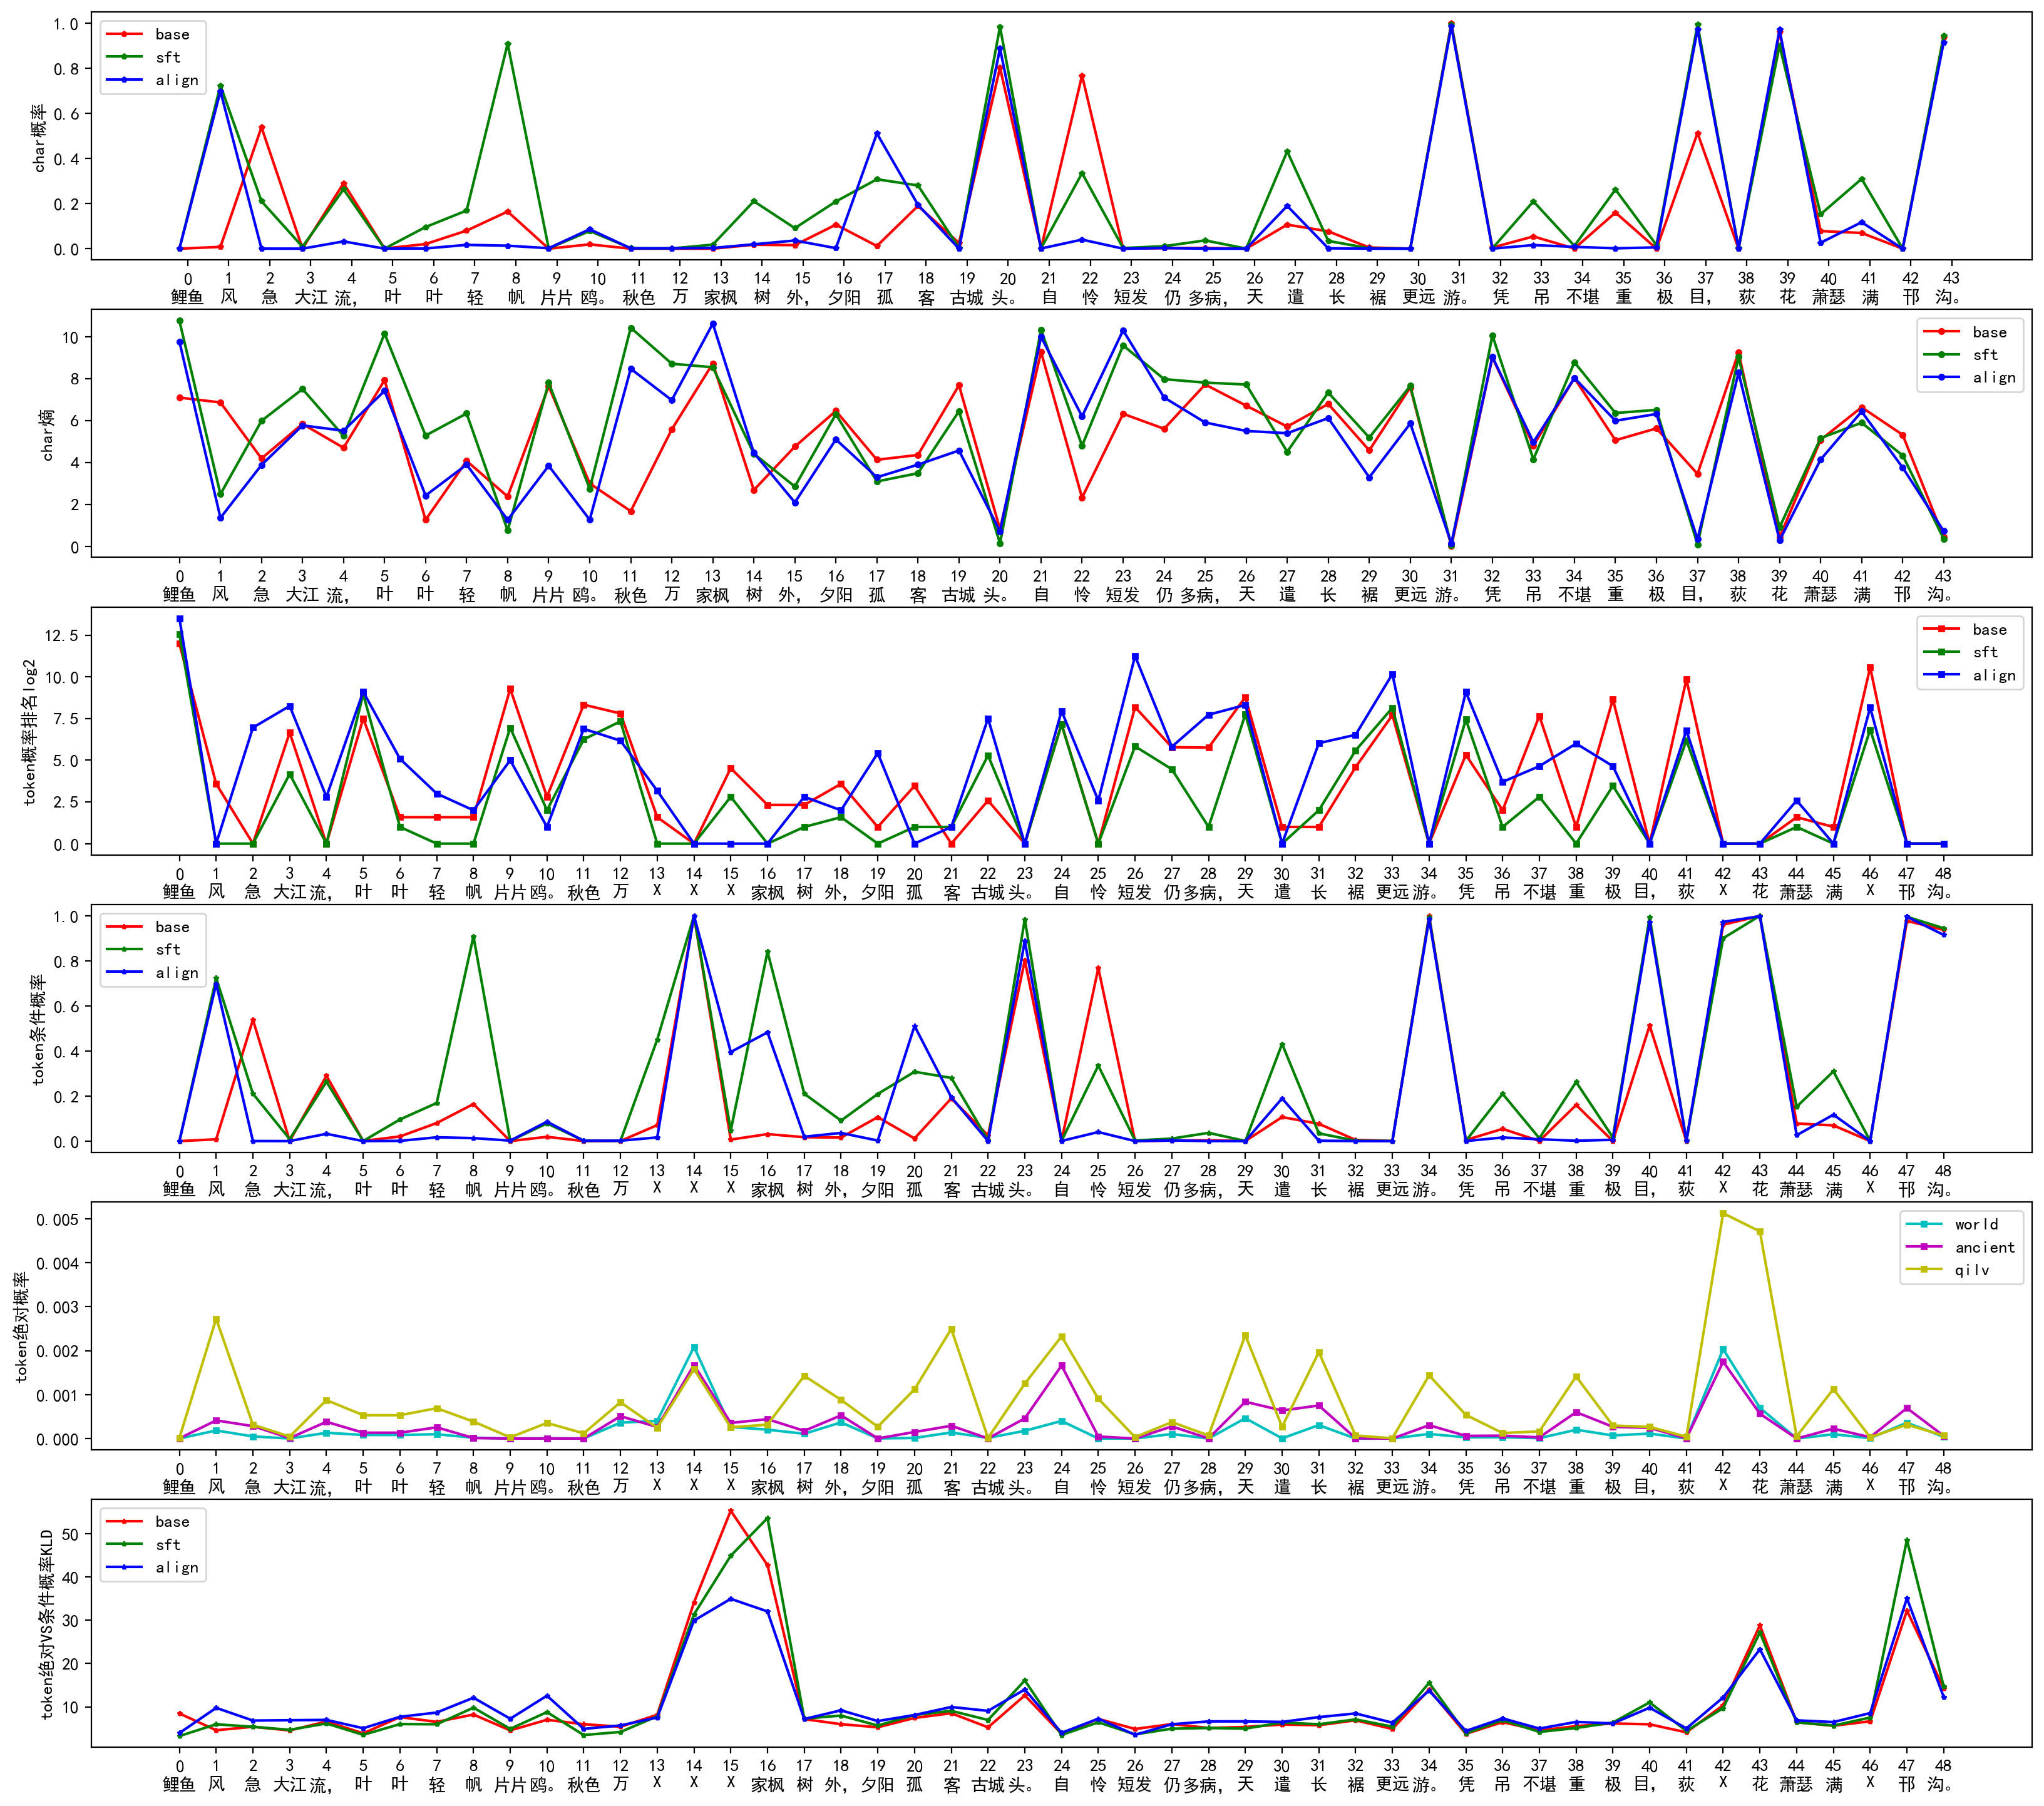 1.0
0.8
0.6
0.4
0.2
0.0
char概率
base
sft
align
0 1 2 3 4 5 6 7 8 9 10 11 12 13 14 15 16 17 18 19 20 21 22 23 24 25 26 27 28 29 30 31 32 33 34 35 36 37 38 39 40 41 42 43
鲤鱼 风 急 大江 流, 叶 叶 轻 帆 片片 鸥。 秋色 万 家枫 树 外, 夕阳 孤 客 古城 头。 自 怜 短发 仍 多病, 天 遣 长 裾 更远 游。 凭 吊 不堪 重 极 目, 荻 花 萧瑟 满 邗 沟。
10
8
6
4
2
0
char熵
base
sft
align
0 1 2 3 4 5 6 7 8 9 10 11 12 13 14 15 16 17 18 19 20 21 22 23 24 25 26 27 28 29 30 31 32 33 34 35 36 37 38 39 40 41 42 43
鲤鱼 风 急 大江 流, 叶 叶 轻 帆 片片 鸥。 秋色 万 家枫 树 外, 夕阳 孤 客 古城 头。 自 怜 短发 仍 多病, 天 遣 长 裾 更远 游。 凭 吊 不堪 重 极 目, 荻 花 萧瑟 满 邗 沟。
12.5
10.0
7.5
5.0
2.5
0.0
token概率排名log2
base
sft
align
0 1 2 3 4 5 6 7 8 9 10 11 12 13 14 15 16 17 18 19 20 21 22 23 24 25 26 27 28 29 30 31 32 33 34 35 36 37 38 39 40 41 42 43 44 45 46 47 48
鲤鱼 风 急 大江 流, 叶 叶 轻 帆 片片 鸥。 秋色 万 X X X 家枫 树 外, 夕阳 孤 客 古城 头。 自 怜 短发 仍 多病, 天 遣 长 裾 更远 游。 凭 吊 不堪 重 极 目, 荻 X 花 萧瑟 满 X 邗 沟。
1.0
0.8
0.6
0.4
0.2
0.0
token条件概率
base
sft
align
0 1 2 3 4 5 6 7 8 9 10 11 12 13 14 15 16 17 18 19 20 21 22 23 24 25 26 27 28 29 30 31 32 33 34 35 36 37 38 39 40 41 42 43 44 45 46 47 48
鲤鱼 风 急 大江 流, 叶 叶 轻 帆 片片 鸥。 秋色 万 X X X 家枫 树 外, 夕阳 孤 客 古城 头。 自 怜 短发 仍 多病, 天 遣 长 裾 更远 游。 凭 吊 不堪 重 极 目, 荻 X 花 萧瑟 满 X 邗 沟。
0.005
0.004
0.003
0.002
0.001
0.000
token绝对概率
world
ancient
qilv
0 1 2 3 4 5 6 7 8 9 10 11 12 13 14 15 16 17 18 19 20 21 22 23 24 25 26 27 28 29 30 31 32 33 34 35 36 37 38 39 40 41 42 43 44 45 46 47 48
鲤鱼 风 急 大江 流, 叶 叶 轻 帆 片片 鸥。 秋色 万 X X X 家枫 树 外, 夕阳 孤 客 古城 头。 自 怜 短发 仍 多病, 天 遣 长 裾 更远 游。 凭 吊 不堪 重 极 目, 荻 X 花 萧瑟 满 X 邗 沟。
50
40
30
20
10
token绝对VS条件概率KLD
base
sft
align
0 1 2 3 4 5 6 7 8 9 10 11 12 13 14 15 16 17 18 19 20 21 22 23 24 25 26 27 28 29 30 31 32 33 34 35 36 37 38 39 40 41 42 43 44 45 46 47 48
鲤鱼 风 急 大江 流, 叶 叶 轻 帆 片片 鸥。 秋色 万 X X X 家枫 树 外, 夕阳 孤 客 古城 头。 自 怜 短发 仍 多病, 天 遣 长 裾 更远 游。 凭 吊 不堪 重 极 目, 荻 X 花 萧瑟 满 X 邗 沟。